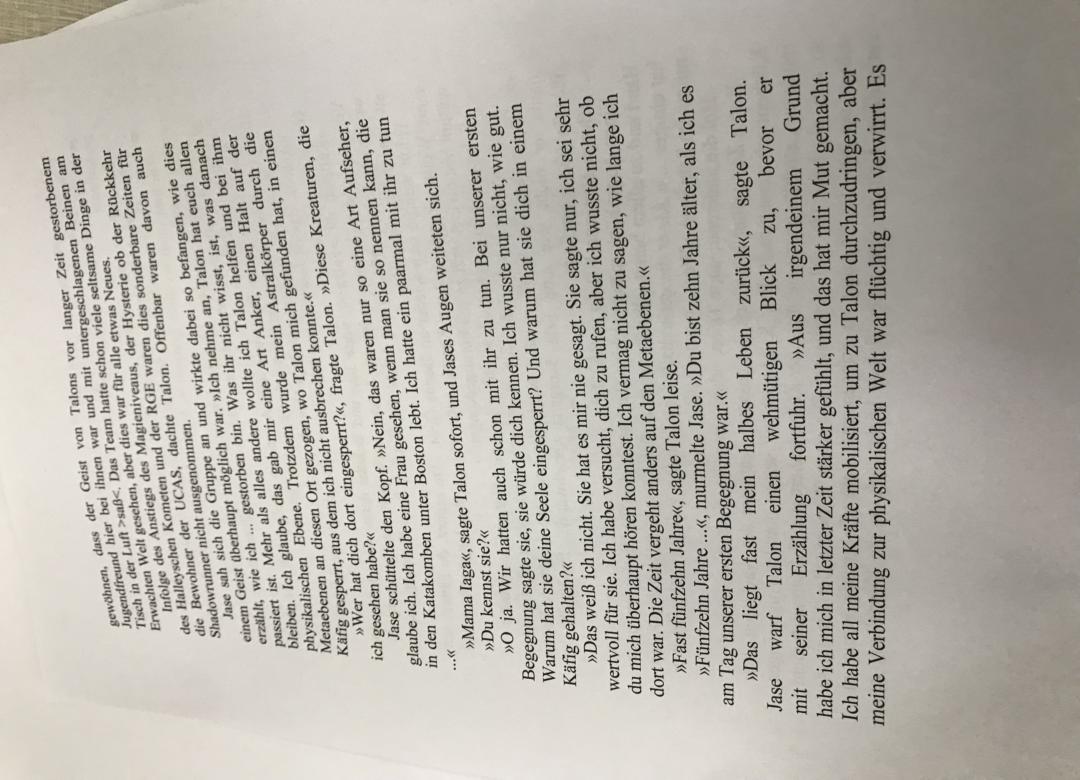 gewöhnen, dass der Geist von Talons vor langer Zeit gestorbenem
Jugendfreund hier bei ihnen war und mit untergeschlagenen Beinen am
Tisch in der Luft >saß<. Das Team hatte schon viele seltsame Dinge in der
Erwachten Welt gesehen, aber dies war für alle etwas Neues.
Infolge des Anstiegs des Magieniveaus, der Hysterie ob der Rückkehr
des Halleyschen Kometen und der RGE waren dies sonderbare Zeiten für
die Bewohner der UCAS, dachte Talon. Offenbar waren davon auch
Shadowrunner nicht ausgenommen.
Jase sah sich die Gruppe an und wirkte dabei so befangen, wie dies
einem Geist überhaupt möglich war. »Ich nehme an, Talon hat euch allen
erzählt, wie ich ... gestorben bin. Was ihr nicht wisst, ist, was danach
passiert ist. Mehr als alles andere wollte ich Talon helfen und bei ihm
bleiben. Ich glaube, das gab mir eine Art Anker, einen Halt auf der
physikalischen Ebene. Trotzdem wurde mein Astralkörper durch die
Metaebenen an diesen Ort gezogen, wo Talon mich gefunden hat, in einen
Käfig gesperrt, aus dem ich nicht ausbrechen konnte.«
»Wer hat dich dort eingesperrt?«, fragte Talon. »Diese Kreaturen, die
ich gesehen habe?«
Jase schüttelte den Kopf. »Nein, das waren nur so eine Art Aufseher,
glaube ich. Ich habe eine Frau gesehen, wenn man sie so nennen kann, die
in den Katakomben unter Boston lebt. Ich hatte ein paarmal mit ihr zu tun
...«
»Mama Iaga«, sagte Talon sofort, und Jases Augen weiteten sich.
»Du kennst sie?«
»O ja. Wir hatten auch schon mit ihr zu tun. Bei unserer ersten
Begegnung sagte sie, sie würde dich kennen. Ich wusste nur nicht, wie gut.
Warum hat sie deine Seele eingesperrt? Und warum hat sie dich in einem
Käfig gehalten?«
»Das weiß ich nicht. Sie hat es mir nie gesagt. Sie sagte nur, ich sei sehr
wertvoll für sie. Ich habe versucht, dich zu rufen, aber ich wusste nicht, ob
du mich überhaupt hören konntest. Ich vermag nicht zu sagen, wie lange ich
dort war. Die Zeit vergeht anders auf den Metaebenen.«
»Fast fünfzehn Jahre«, sagte Talon leise.
»Fünfzehn Jahre ...«, murmelte Jase. »Du bist zehn Jahre älter, als ich es
am Tag unserer ersten Begegnung war.«
»Das liegt fast mein halbes Leben zurück«, sagte Talon.
Jase warf Talon einen wehmütigen Blick zu, bevor er
mit seiner Erzählung fortfuhr. »Aus irgendeinem Grund
habe ich mich in letzter Zeit stärker gefühlt, und das hat mir Mut gemacht.
Ich habe all meine Kräfte mobilisiert, um zu Talon durchzudringen, aber
meine Verbindung zur physikalischen Welt war flüchtig und verwirrt. Es